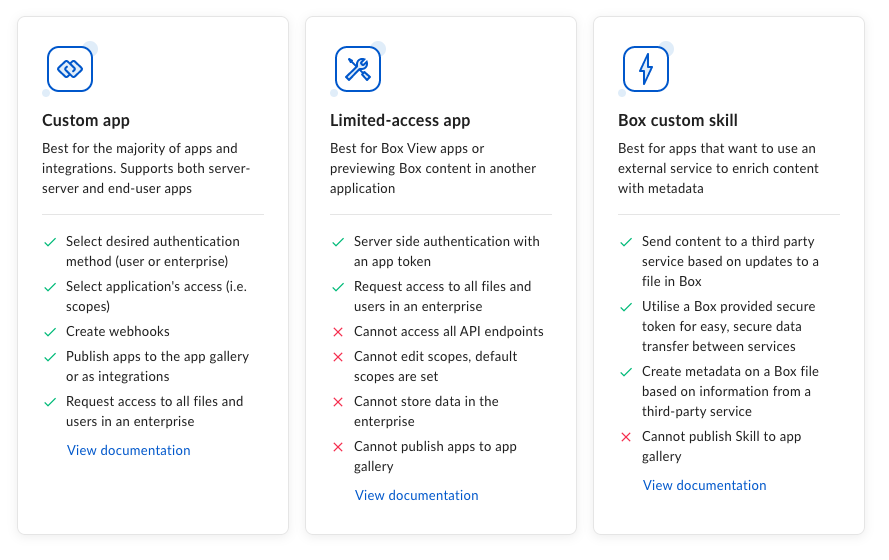 Custom app
Best for the majority of apps and
integrations. Supports both server-
server and end-user apps
Select desired authentication
method (user or enterprise)
Select application's access (i.e.
scopes)
Create webhooks
Publish apps to the app gallery
or as integrations
Request access to all files and
users in an enterprise
View documentation
Limited-access app
Best for Box View apps or
previewing Box content in another
application
Server side authentication with
an app token
Request access to all files and
users in an enterprise
Cannot access all API endpoints
Cannot edit scopes, default
scopes are set
Cannot store data in the
enterprise
Cannot publish apps to app
gallery
View documentation
Box custom skill
Best for apps that want to use an
external service to enrich content
with metadata
Send content to a third party
service based on updates to a
file in Box
Utilise a Box provided secure
token for easy, secure data
transfer between services
Create metadata on a Box file
based on information from a
third-party service
Cannot publish Skill to app
gallery
View documentation